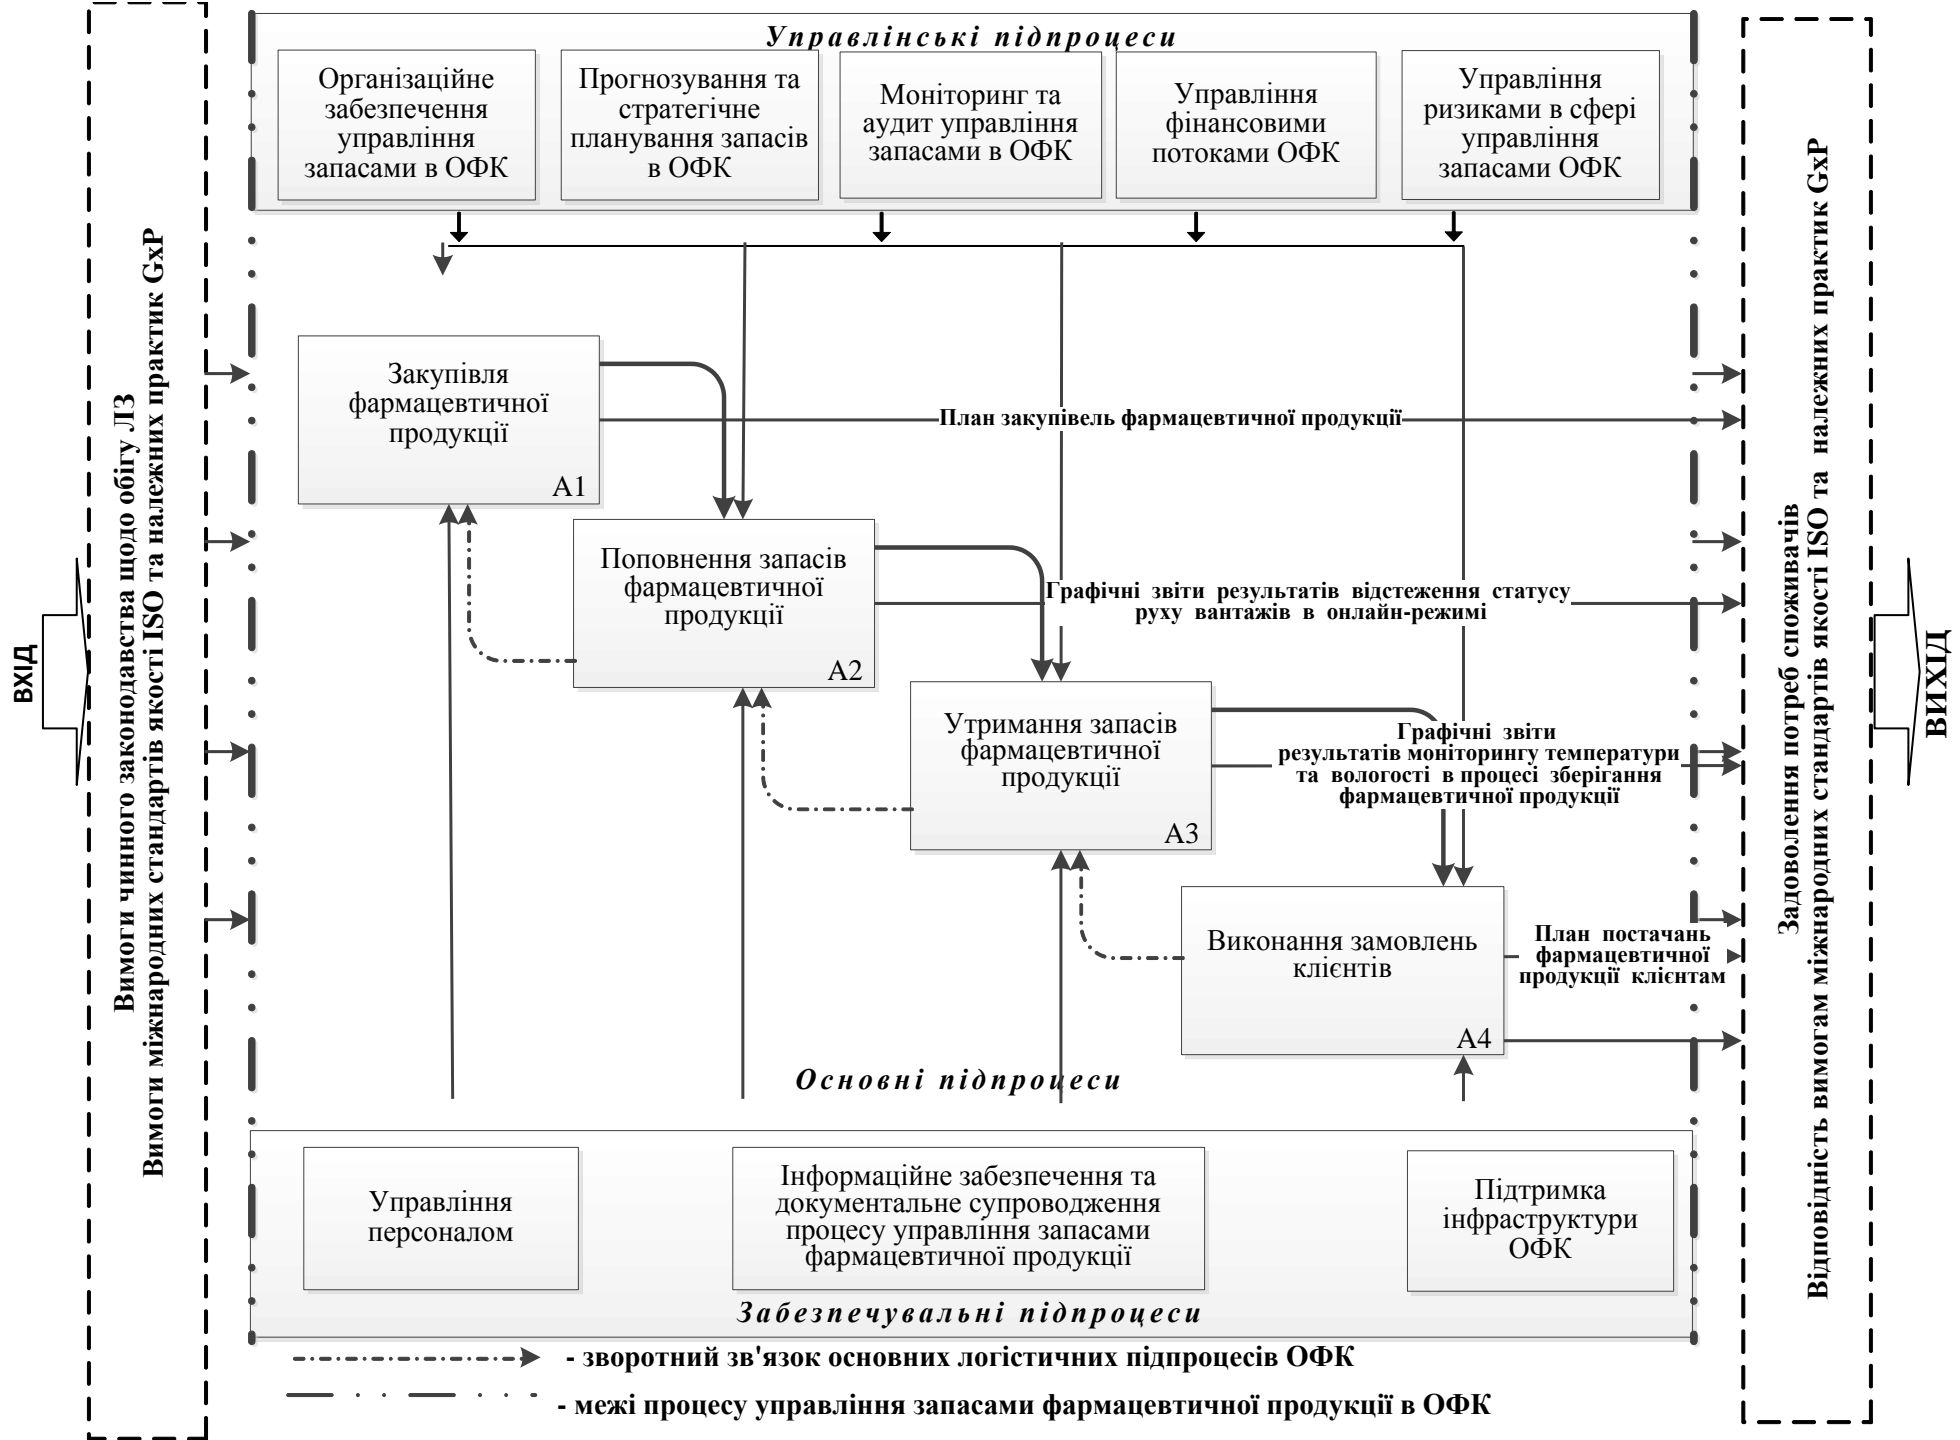 Управлінські підпроцеси
Організаційне
забезпечення
управління
запасами в ОФК
Прогнозування та
стратегічне
планування запасів
в ОФК
Моніторинг та
аудит управління
запасами в ОФК
Управління
фінансовими
потоками ОФК
Управління
ризиками в сфері
управління
запасами ОФК
ВХІД
Вимоги чинного законодавства щодо обігу ЛЗ
Вимоги міжнародних стандартів якості ISO та належних практик GxP
Закупівля
фармацевтичної
продукції
А1
План закупівель фармацевтичної продукції
Поповнення запасів
фармацевтичної
продукції
А2
Графічні звіти результатів відстеження статусу
руху вантажів в онлайн-режимі
Утримання запасів
фармацевтичної
продукції
А3
Графічні звіти
результатів моніторингу температури
та вологості в процесі зберігання
фармацевтичної продукції
Виконання замовлень
клієнтів
А4
План постачань
фармацевтичної
продукції клієнтам
Основні підпроцеси
Управління
персоналом
Інформаційне забезпечення та
документальне супроводження
процесу управління запасами
фармацевтичної продукції
Підтримка
інфраструктури
ОФК
Забезпечувальні підпроцеси
Задоволення потреб споживачів
Відповідність вимогам міжнародних стандартів якості ISO та належних практик GxP
ВИХІД
- зворотний зв'язок основних логістичних підпроцесів ОФК
- межі процесу управління запасами фармацевтичної продукції в ОФК